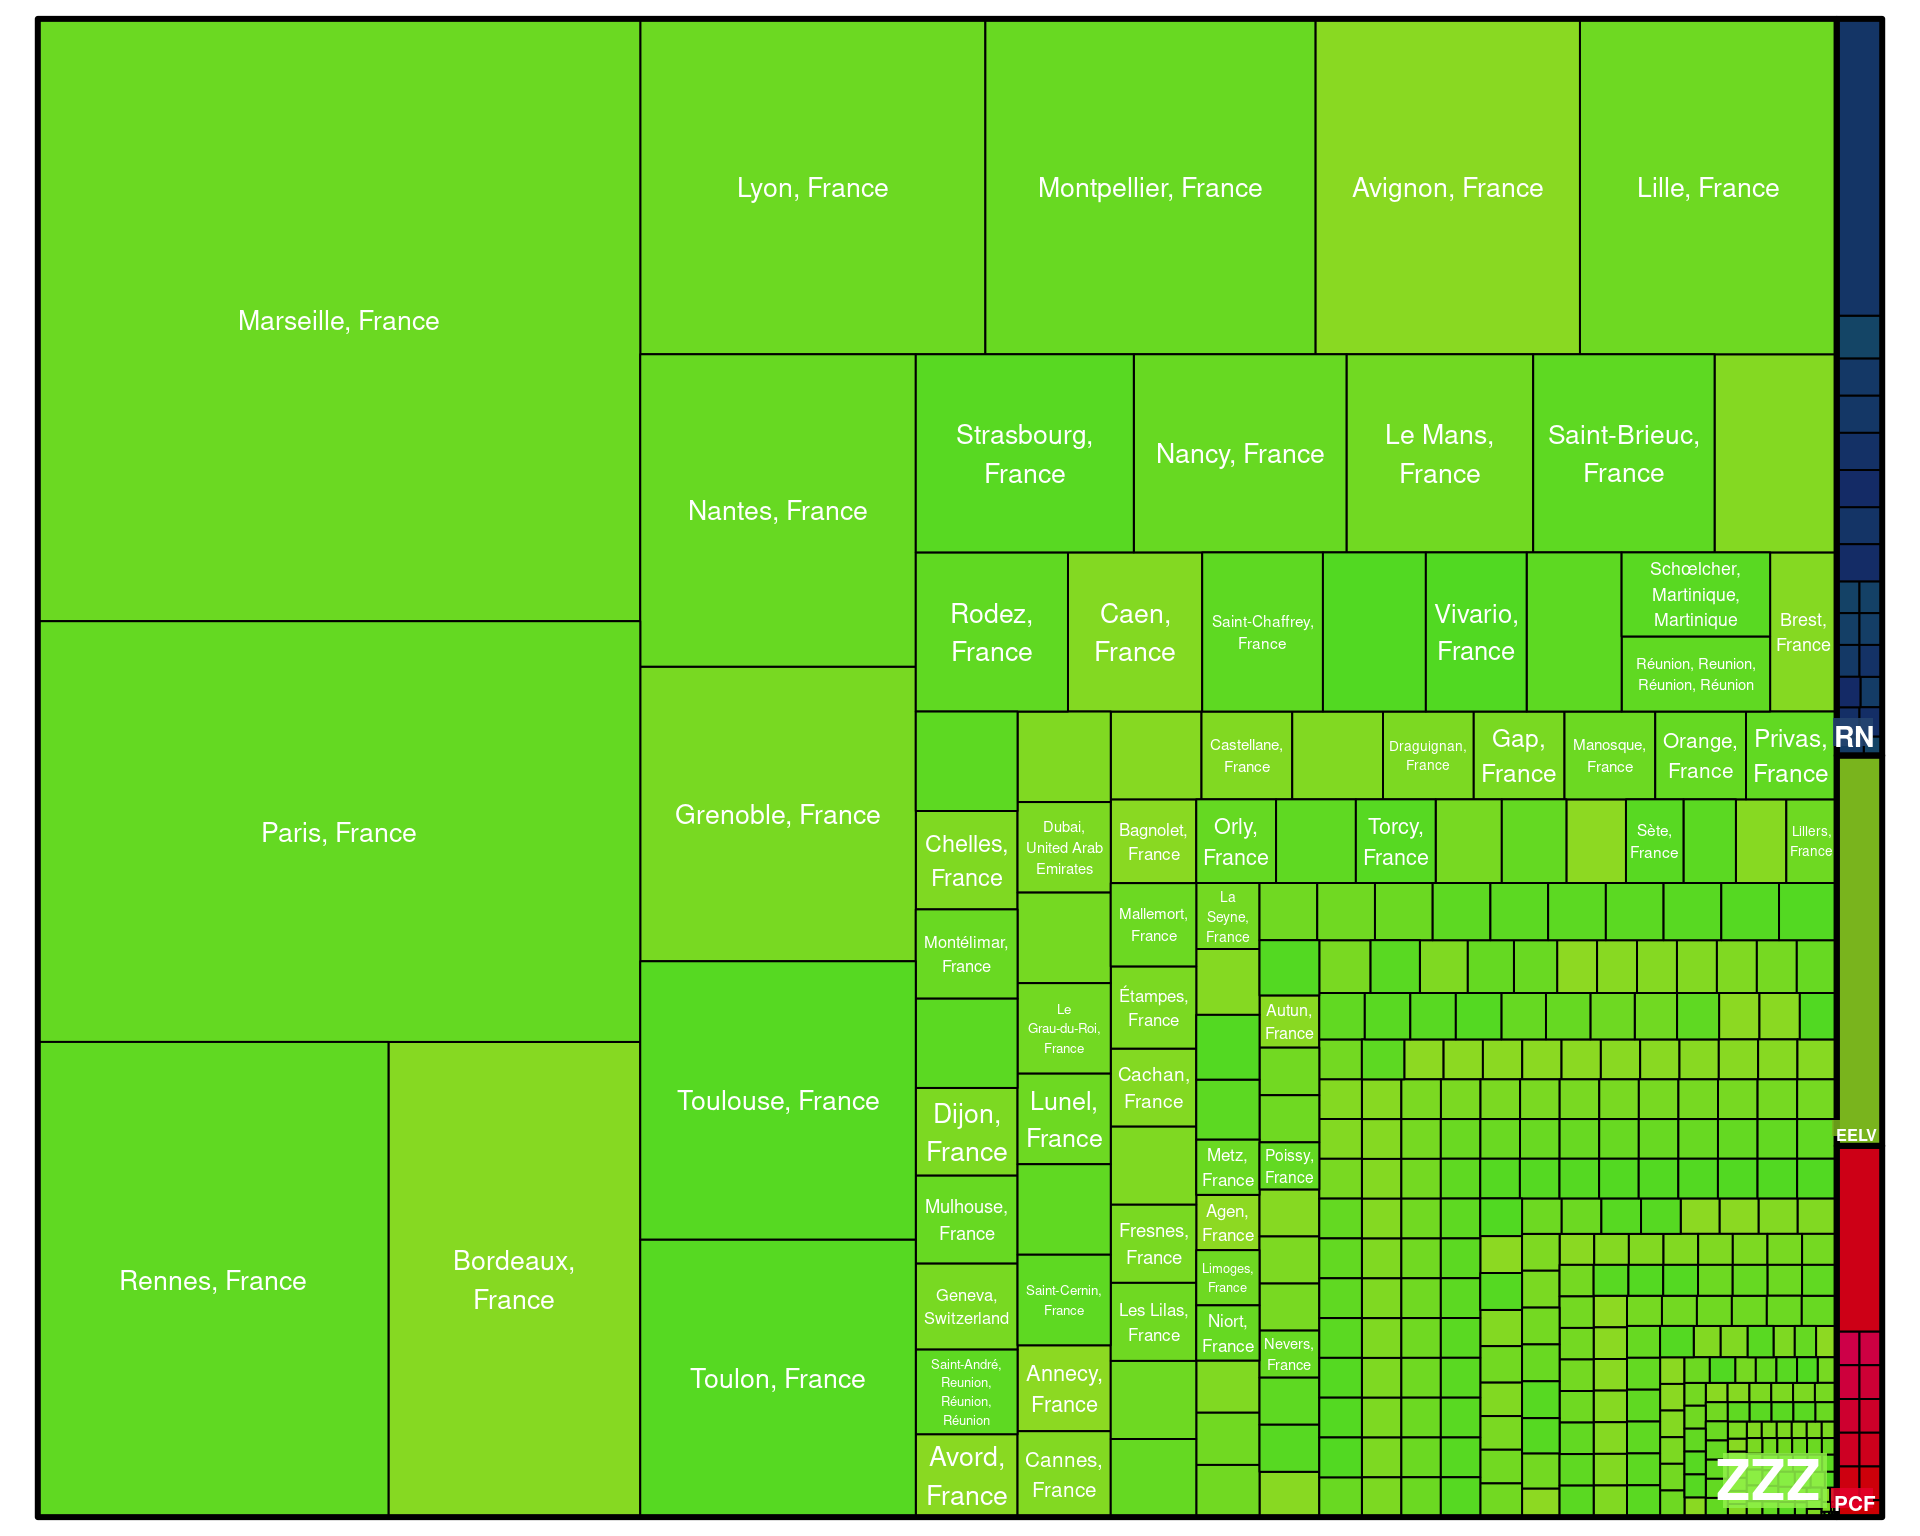 Marseille, France
Lyon, France
Montpellier, France
Avignon, France
Lille, France
Paris, France
Rennes, France
Bordeaux,
France
Nantes, France
Grenoble, France
Toulouse, France
Toulon, France
Strasbourg,
France
Nancy, France
Le Mans,
France
Saint-Brieuc,
France
Rodez,
France
Caen,
France
Saint-Chaffrey,
France
Vivario,
France
Schœlcher,
Martinique,
Martinique
Réunion, Reunion,
Réunion, Réunion
Brest,
France
Chelles,
France
Montélimar,
France
Dijon,
France
Mulhouse,
France
Geneva,
Switzerland
Saint-André,
Reunion,
Réunion,
Réunion
Avord,
France
Dubai,
United Arab
Emirates
Le
Grau-du-Roi,
France
Lunel,
France
Saint-Cernin,
France
Annecy,
France
Cannes,
France
Castellane,
France
Draguignan,
France
Gap,
France
Manosque,
France
Orange,
France
Privas,
France
Bagnolet,
France
Mallemort,
France
Étampes,
France
Cachan,
France
Fresnes,
France
Les Lilas,
France
Orly,
France
Torcy,
France
Sète,
France
Lillers,
France
La
Seyne,
France
Metz,
France
Agen,
France
Limoges,
France
Niort,
France
Autun,
France
Poissy,
France
Nevers,
France
ZZZ
RN
EELV
PCF